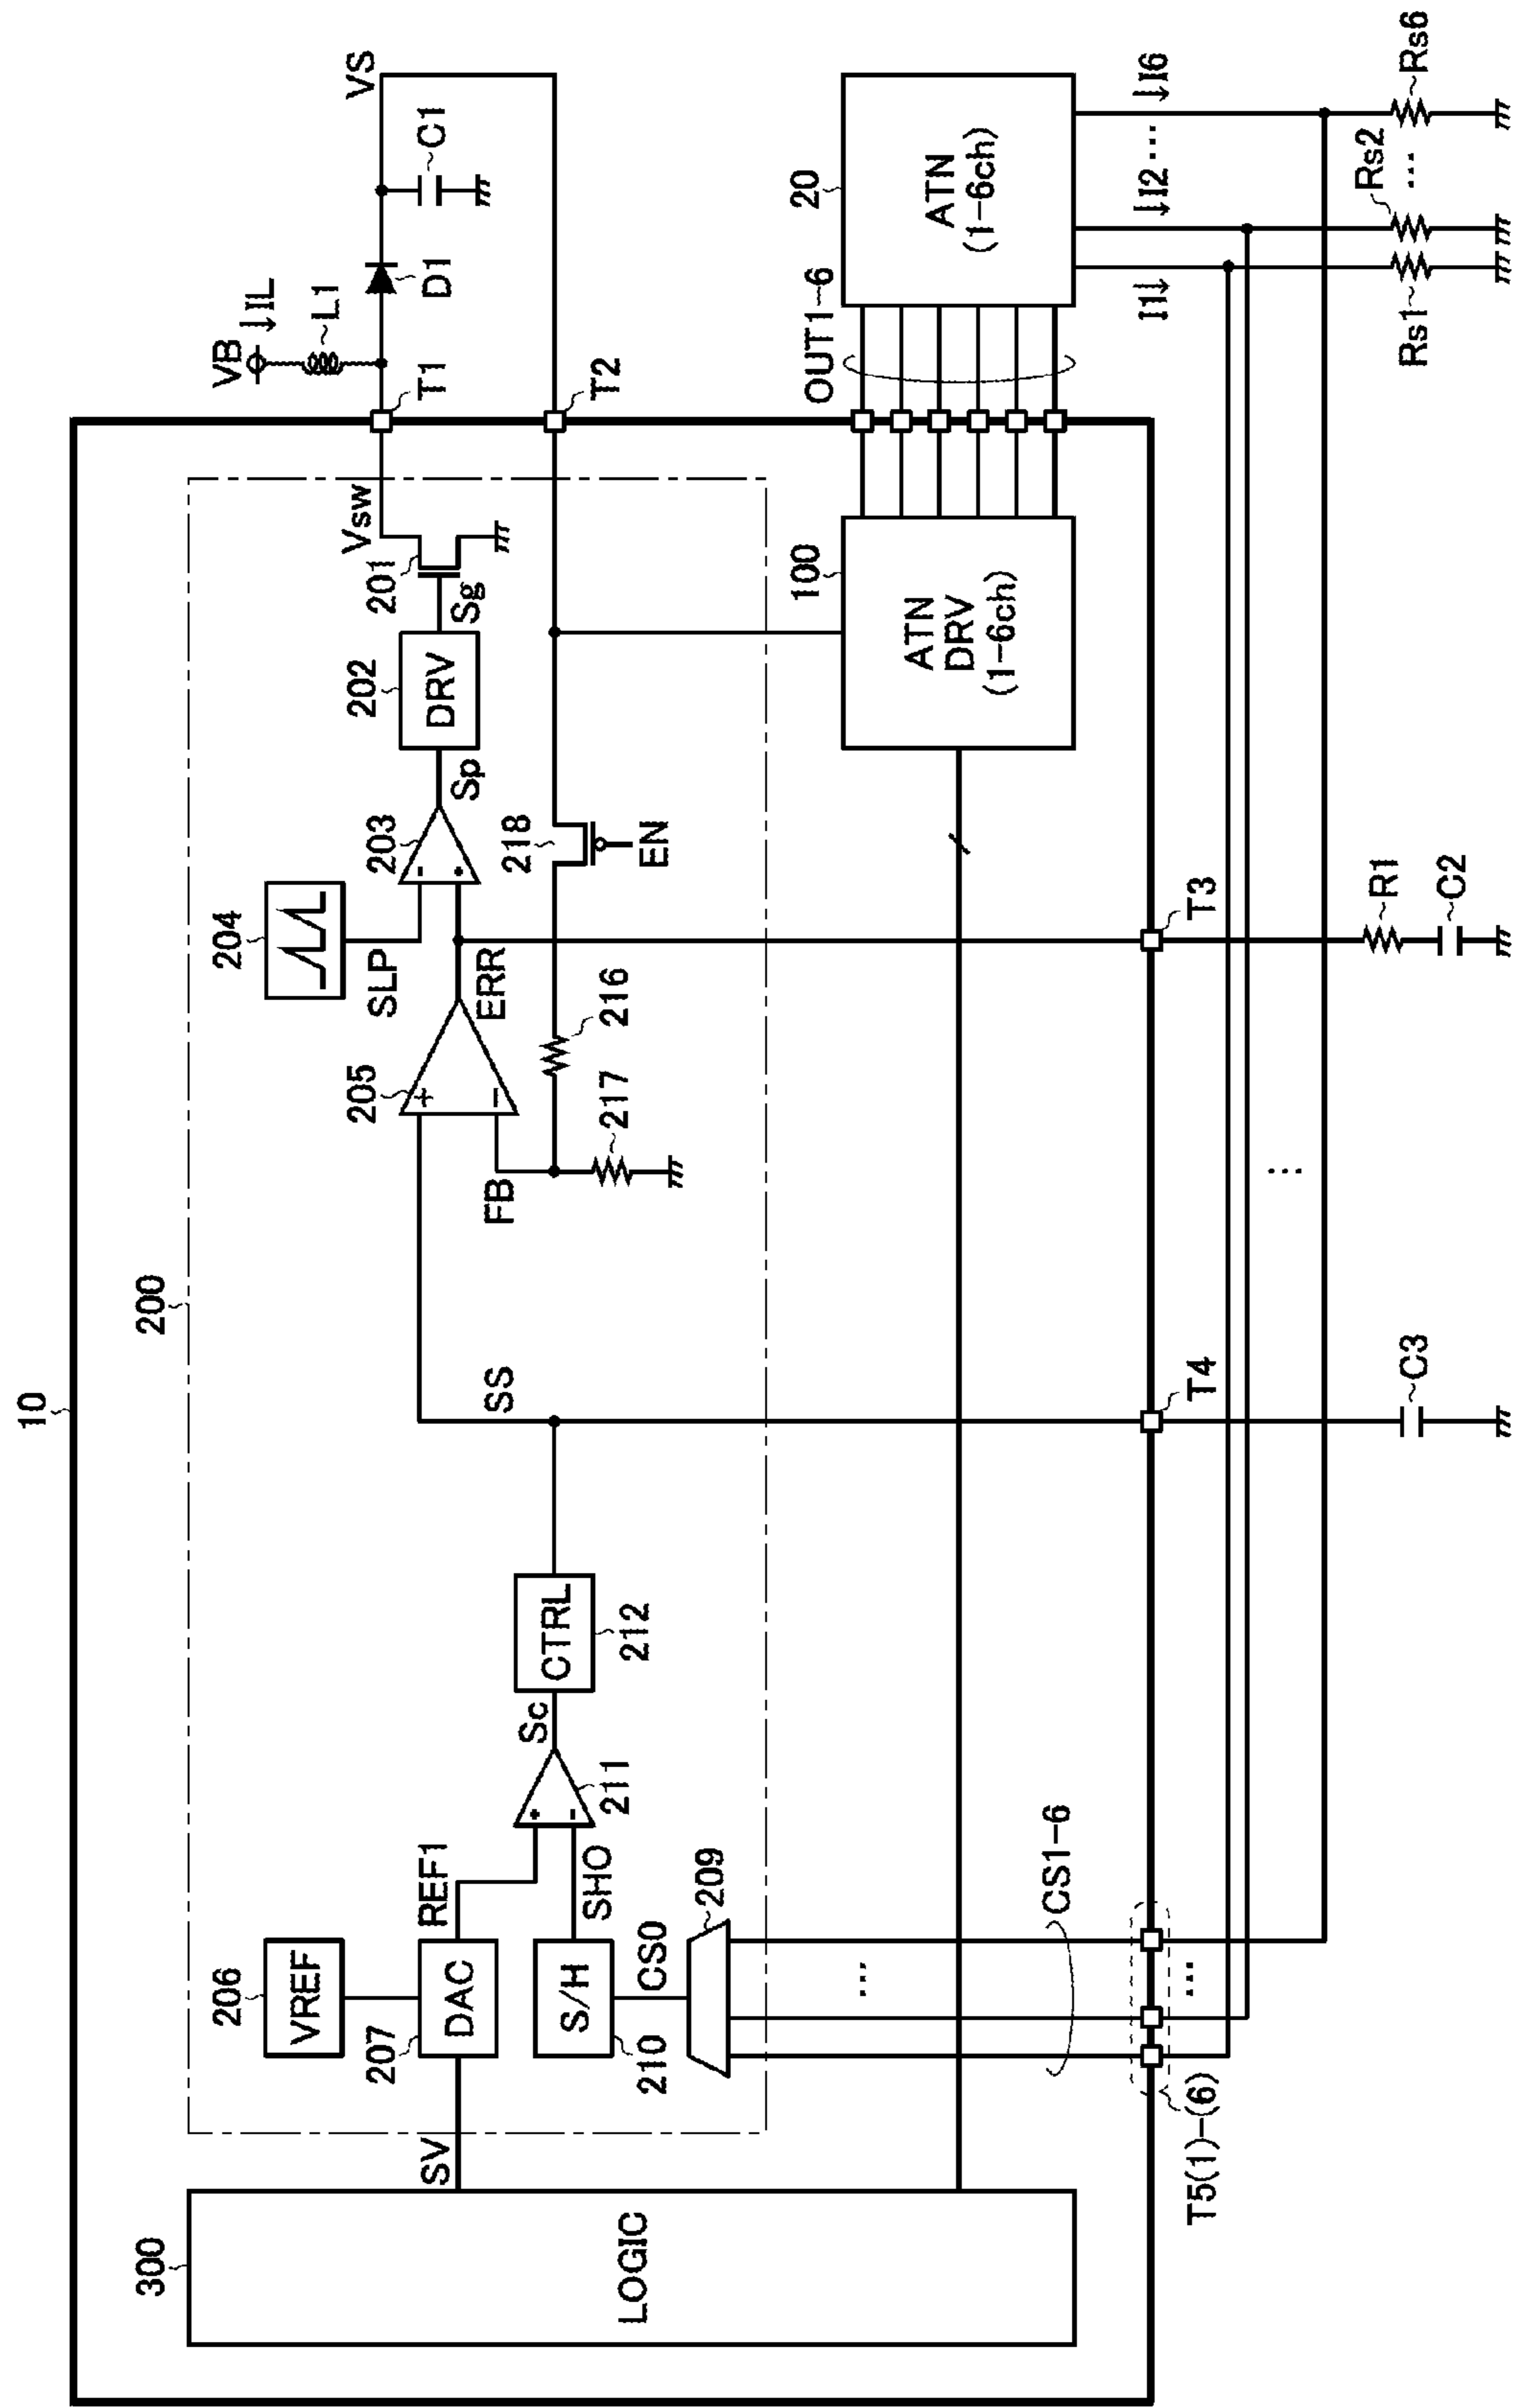 10
200
300
LOGIC
SV
206
VREF
207
DAC
REF1
S/H
210
SHO
CS0
209
211
Sc
CTRL
212
SS
205
FB
ERR
217
216
204
SLP
203
Sp
218
EN
202
DRV
Sg
201
Vsw
VB
↓IL
L1
T1
D1
C1
VS
T2
100
ATN
DRV
(1-6ch)
OUT1-6
20
ATN
(1-6ch)
I1↓
↓I2 ...
↓I6
Rs1
Rs2
...
Rs6
T3
R1
C2
T4
C3
CS1-6
...
...
T5(1)-(6)
...